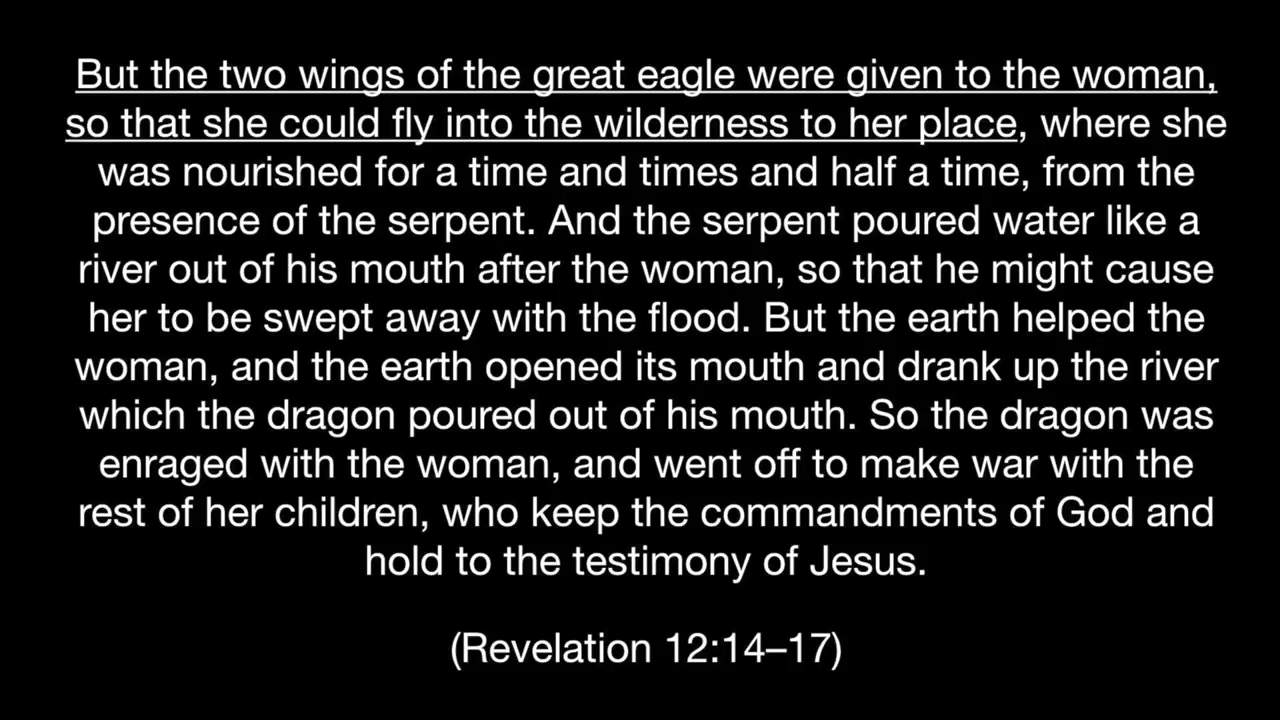 But the two wings of the great eagle were given to the woman,
so that she could fly into the wilderness to her place, where she
was nourished for a time and times and half a time, from the
presence of the serpent. And the serpent poured water like a
river out of his mouth after the woman, so that he might cause
her to be swept away with the flood. But the earth helped the
woman, and the earth opened its mouth and drank up the river
which the dragon poured out of his mouth. So the dragon was
enraged with the woman, and went off to make war with the
rest of her children, who keep the commandments of God and
hold to the testimony of Jesus.
(Revelation 12:14–17)